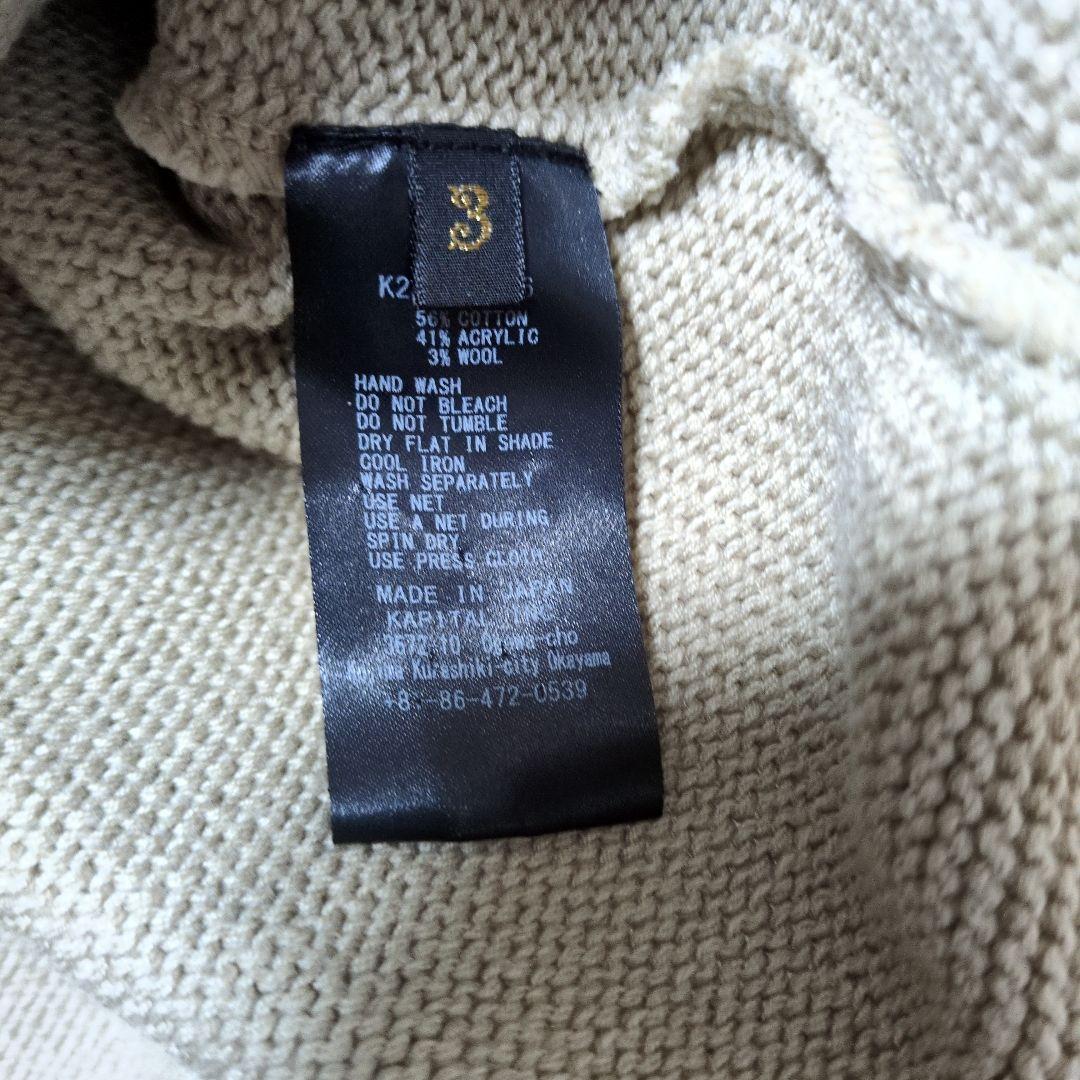 3
K2
56% COTTON
41% ACRYLIC
3% WOOL
HAND WASH
DO NOT BLEACH
DO NOT TUMBLE
DRY FLAT IN SHADE
COOL IRON
WASH SEPARATELY
USE NET
USE A NET DURING
SPIN DRY
USE PRESS CLOTH
MADE IN JAPAN
KAPITAL
-cho
Kurashiki-city Okayama
-86-472-0539